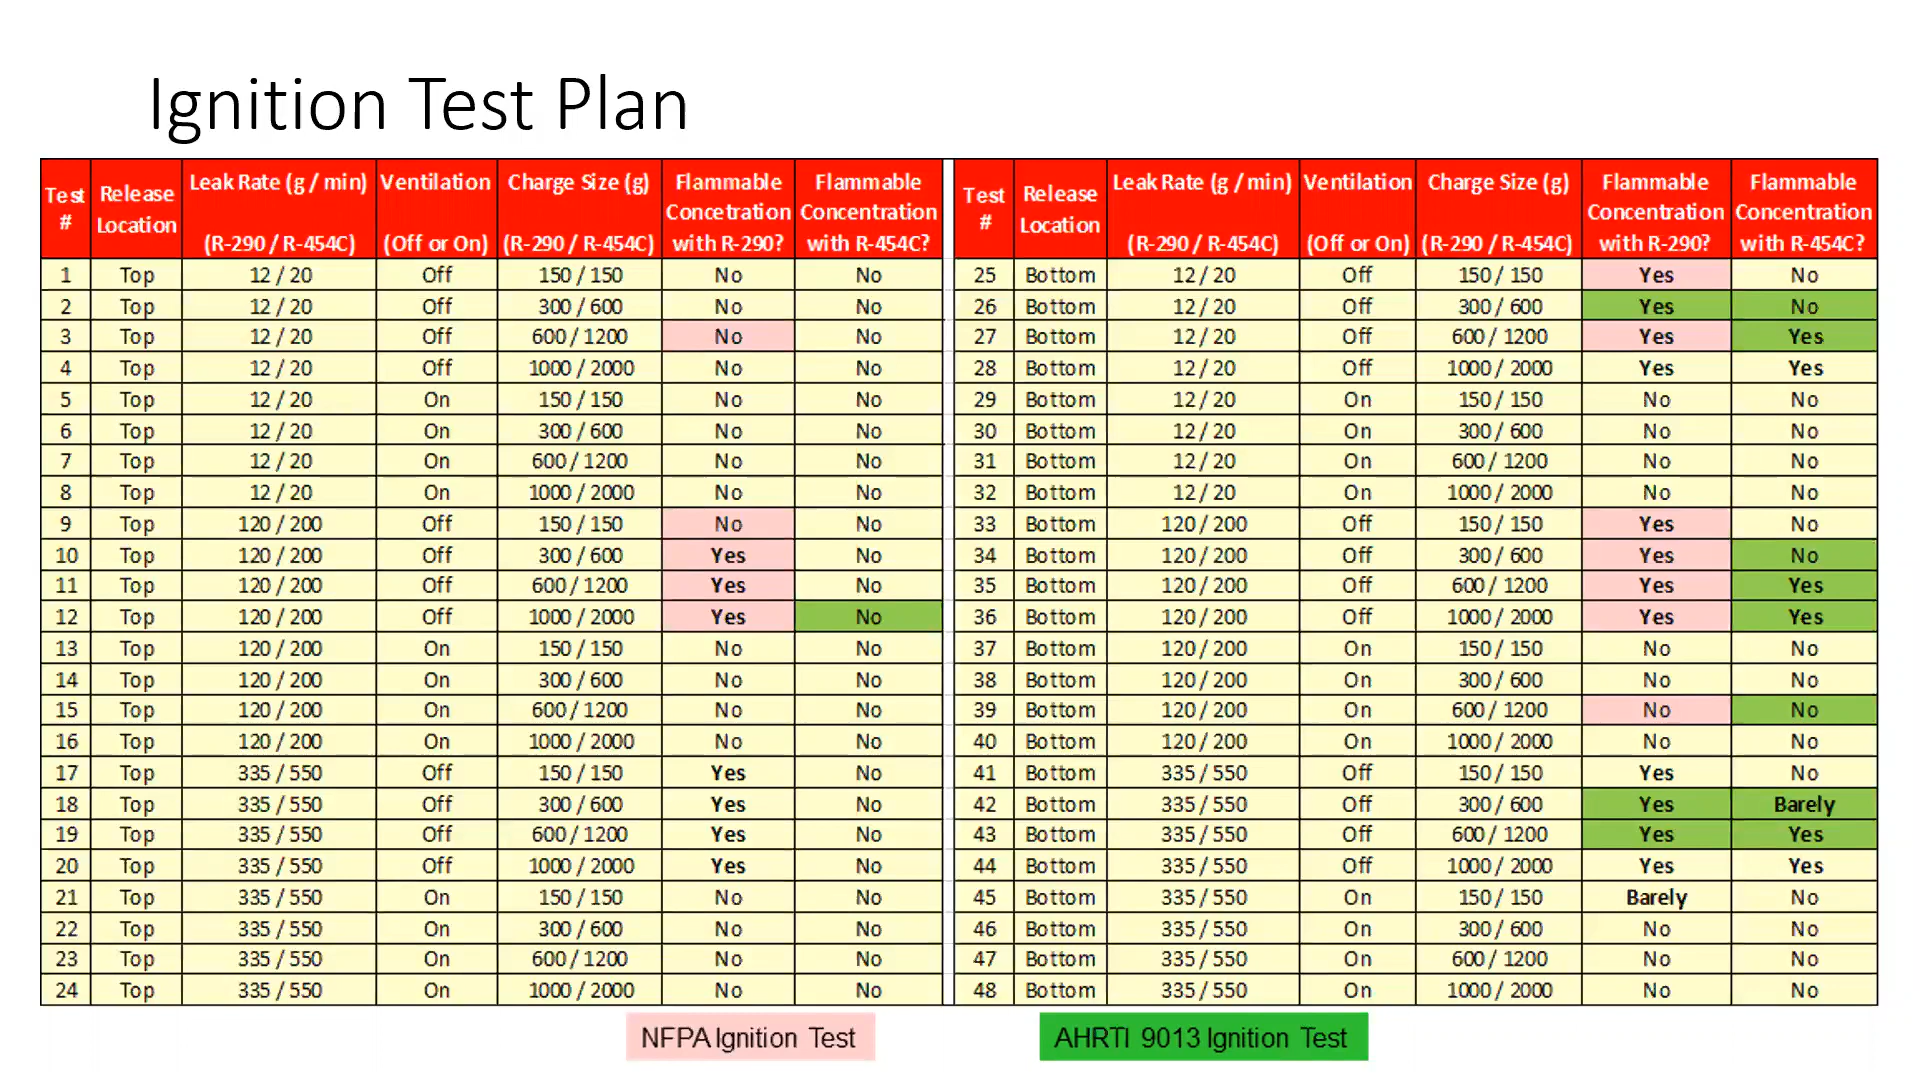 Ignition Test Plan
Test # | Release Location | Leak Rate (g / min) (R-290 / R-454C) | Ventilation (Off or On) | Charge Size (g) (R-290 / R-454C) | Flammable Concetration with R-290? | Flammable Concentration with R-454C? | Test # | Release Location | Leak Rate (g / min) (R-290 / R-454C) | Ventilation (Off or On) | Charge Size (g) (R-290 / R-454C) | Flammable Concentration with R-290? | Flammable Concentration with R-454C?
1 Top 12 / 20 Off 150 / 150 No No 25 Bottom 12 / 20 Off 150 / 150 Yes No
2 Top 12 / 20 Off 300 / 600 No No 26 Bottom 12 / 20 Off 300 / 600 Yes No
3 Top 12 / 20 Off 600 / 1200 No No 27 Bottom 12 / 20 Off 600 / 1200 Yes Yes
4 Top 12 / 20 Off 1000 / 2000 No No 28 Bottom 12 / 20 Off 1000 / 2000 Yes Yes
5 Top 12 / 20 On 150 / 150 No No 29 Bottom 12 / 20 On 150 / 150 No No
6 Top 12 / 20 On 300 / 600 No No 30 Bottom 12 / 20 On 300 / 600 No No
7 Top 12 / 20 On 600 / 1200 No No 31 Bottom 12 / 20 On 600 / 1200 No No
8 Top 12 / 20 On 1000 / 2000 No No 32 Bottom 12 / 20 On 1000 / 2000 No No
9 Top 120 / 200 Off 150 / 150 No No 33 Bottom 120 / 200 Off 150 / 150 Yes No
10 Top 120 / 200 Off 300 / 600 Yes No 34 Bottom 120 / 200 Off 300 / 600 Yes No
11 Top 120 / 200 Off 600 / 1200 Yes No 35 Bottom 120 / 200 Off 600 / 1200 Yes Yes
12 Top 120 / 200 Off 1000 / 2000 Yes No 36 Bottom 120 / 200 Off 1000 / 2000 Yes Yes
13 Top 120 / 200 On 150 / 150 No No 37 Bottom 120 / 200 On 150 / 150 No No
14 Top 120 / 200 On 300 / 600 No No 38 Bottom 120 / 200 On 300 / 600 No No
15 Top 120 / 200 On 600 / 1200 No No 39 Bottom 120 / 200 On 600 / 1200 No No
16 Top 120 / 200 On 1000 / 2000 No No 40 Bottom 120 / 200 On 1000 / 2000 No No
17 Top 335 / 550 Off 150 / 150 Yes No 41 Bottom 335 / 550 Off 150 / 150 Yes No
18 Top 335 / 550 Off 300 / 600 Yes No 42 Bottom 335 / 550 Off 300 / 600 Yes Barely
19 Top 335 / 550 Off 600 / 1200 Yes No 43 Bottom 335 / 550 Off 600 / 1200 Yes Yes
20 Top 335 / 550 Off 1000 / 2000 Yes No 44 Bottom 335 / 550 Off 1000 / 2000 Yes Yes
21 Top 335 / 550 On 150 / 150 No No 45 Bottom 335 / 550 On 150 / 150 Barely No
22 Top 335 / 550 On 300 / 600 No No 46 Bottom 335 / 550 On 300 / 600 No No
23 Top 335 / 550 On 600 / 1200 No No 47 Bottom 335 / 550 On 600 / 1200 No No
24 Top 335 / 550 On 1000 / 2000 No No 48 Bottom 335 / 550 On 1000 / 2000 No No
NFPA Ignition Test
AHRTI 9013 Ignition Test